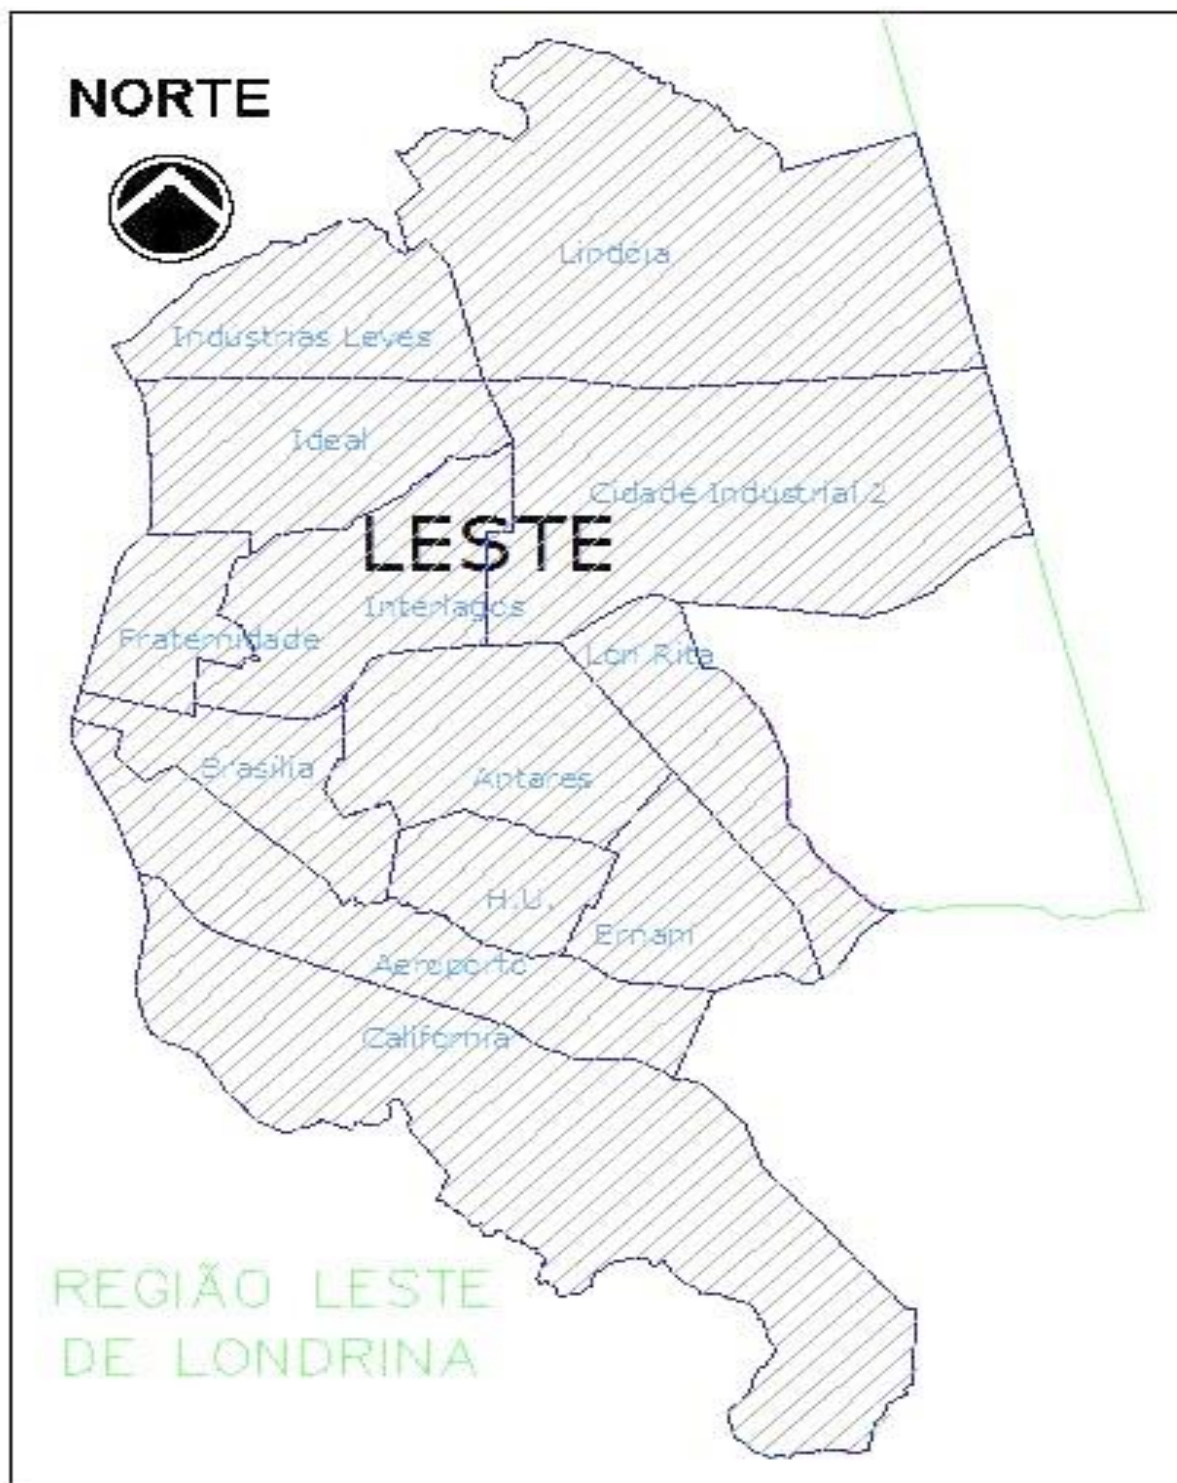 NORTE
Lindóia
Industrias Leves
Ideal
Cidade Industrial 2
LESTE
Interlagos
Fraternidade
Lon Rita
Brasília
Antares
H.U.
Ernani
Aeroporto
Califórnia
REGIÃO LESTE
DE LONDRINA